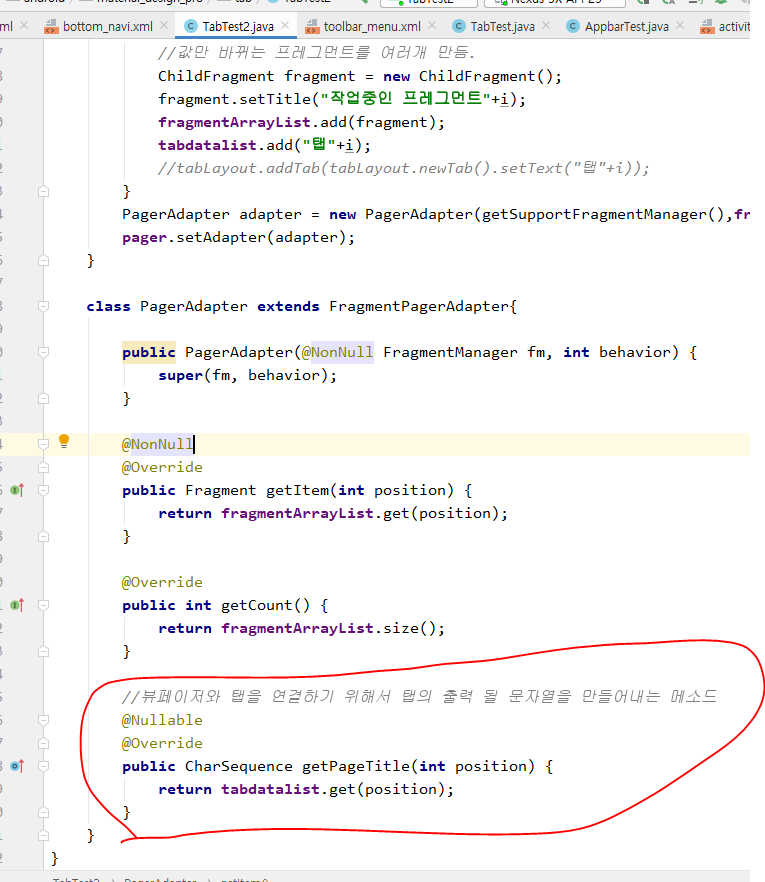 bottom_navi.xml TabTest2.java toolbar_menu.xml TabTest.java AppbarTest.java
//값만 바뀌는 프레그먼트를 여러개 만듬.
ChildFragment fragment = new ChildFragment();
fragment.setTitle("작업중인 프레그먼트"+i);
fragmentArrayList.add(fragment);
tabdatalist.add("탭"+i);
//tabLayout.addTab(tabLayout.newTab().setText("탭"+i));
}
PagerAdapter adapter = new PagerAdapter(getSupportFragmentManager(),fr
pager.setAdapter(adapter);
}
class PagerAdapter extends FragmentPagerAdapter{
public PagerAdapter(@NonNull FragmentManager fm, int behavior) {
super(fm, behavior);
}
@NonNull
@Override
public Fragment getItem(int position) {
return fragmentArrayList.get(position);
}
@Override
public int getCount() {
return fragmentArrayList.size();
}
//뷰페이저와 탭을 연결하기 위해서 탭의 출력 될 문자열을 만들어내는 메소드
@Nullable
@Override
public CharSequence getPageTitle(int position) {
return tabdatalist.get(position);
}
}
}